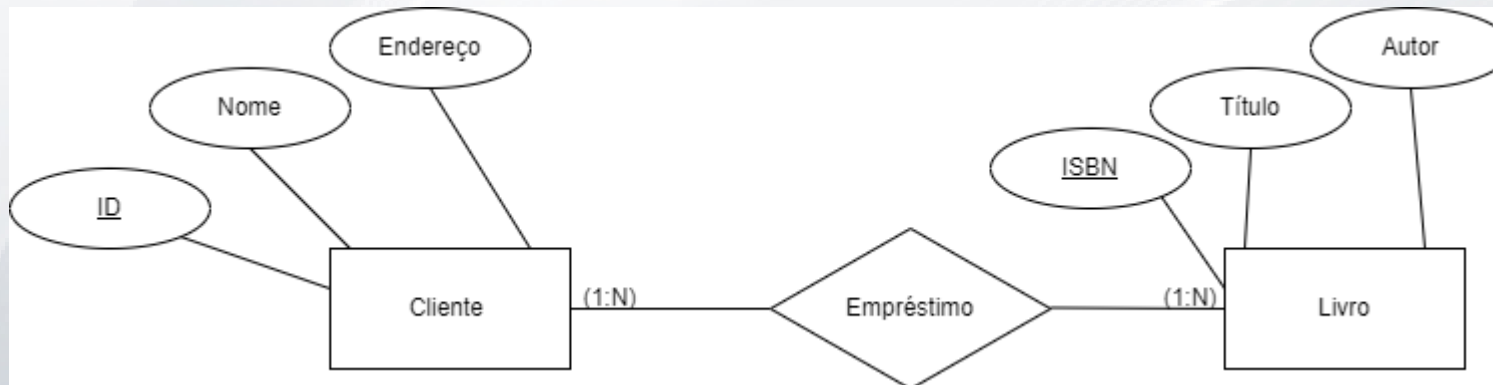 Endereço
Autor
Nome
Título
ISBN
ID
Cliente
(1:N)
Empréstimo
(1:N)
Livro